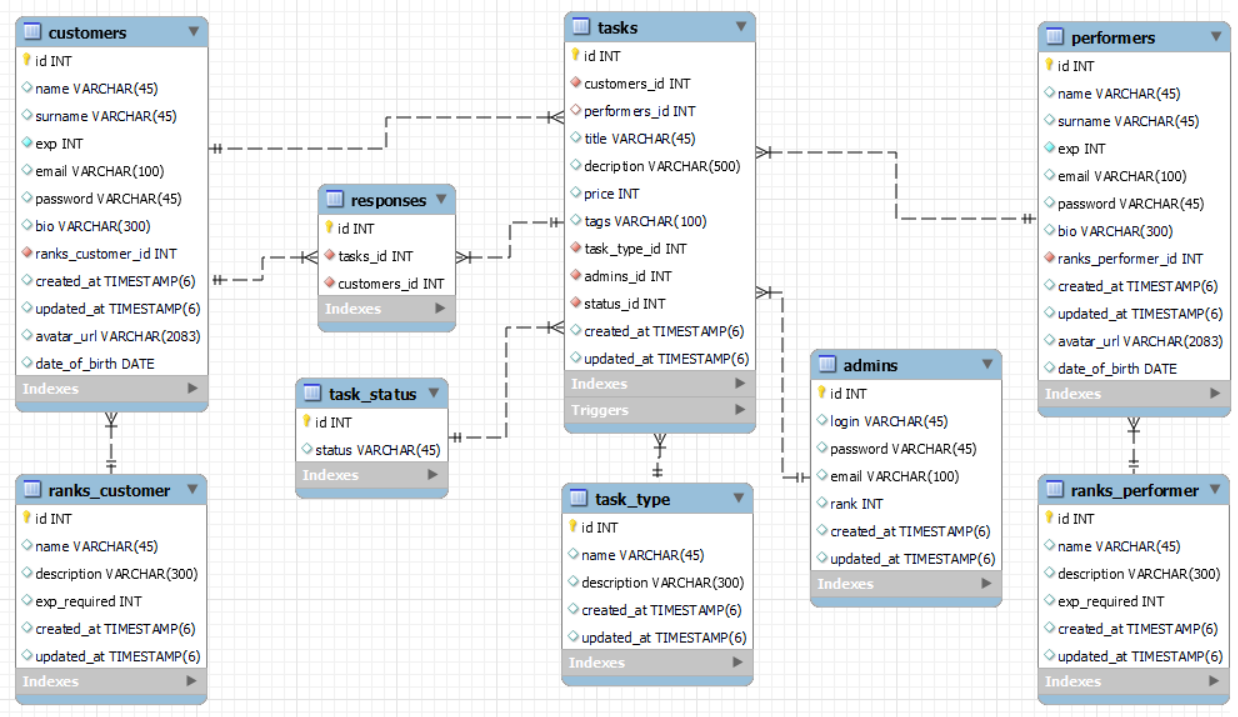 customers
id INT
name VARCHAR(45)
surname VARCHAR(45)
exp INT
email VARCHAR(100)
password VARCHAR(45)
bio VARCHAR(300)
ranks_customer_id INT
created_at TIMESTAMP(6)
updated_at TIMESTAMP(6)
avatar_url VARCHAR(2083)
date_of_birth DATE
Indexes
ranks_customer
id INT
name VARCHAR(45)
description VARCHAR(300)
exp_required INT
created_at TIMESTAMP(6)
updated_at TIMESTAMP(6)
Indexes
responses
id INT
tasks_id INT
customers_id INT
Indexes
task_status
id INT
status VARCHAR(45)
Indexes
tasks
id INT
customers_id INT
performers_id INT
title VARCHAR(45)
decription VARCHAR(500)
price INT
tags VARCHAR(100)
task_type_id INT
admins_id INT
status_id INT
created_at TIMESTAMP(6)
updated_at TIMESTAMP(6)
Indexes
Triggers
task_type
id INT
name VARCHAR(45)
description VARCHAR(300)
created_at TIMESTAMP(6)
updated_at TIMESTAMP(6)
Indexes
admins
id INT
login VARCHAR(45)
password VARCHAR(45)
email VARCHAR(100)
rank INT
created_at TIMESTAMP(6)
updated_at TIMESTAMP(6)
Indexes
performers
id INT
name VARCHAR(45)
surname VARCHAR(45)
exp INT
email VARCHAR(100)
password VARCHAR(45)
bio VARCHAR(300)
ranks_performer_id INT
created_at TIMESTAMP(6)
updated_at TIMESTAMP(6)
avatar_url VARCHAR(2083)
date_of_birth DATE
Indexes
ranks_performer
id INT
name VARCHAR(45)
description VARCHAR(300)
exp_required INT
created_at TIMESTAMP(6)
updated_at TIMESTAMP(6)
Indexes